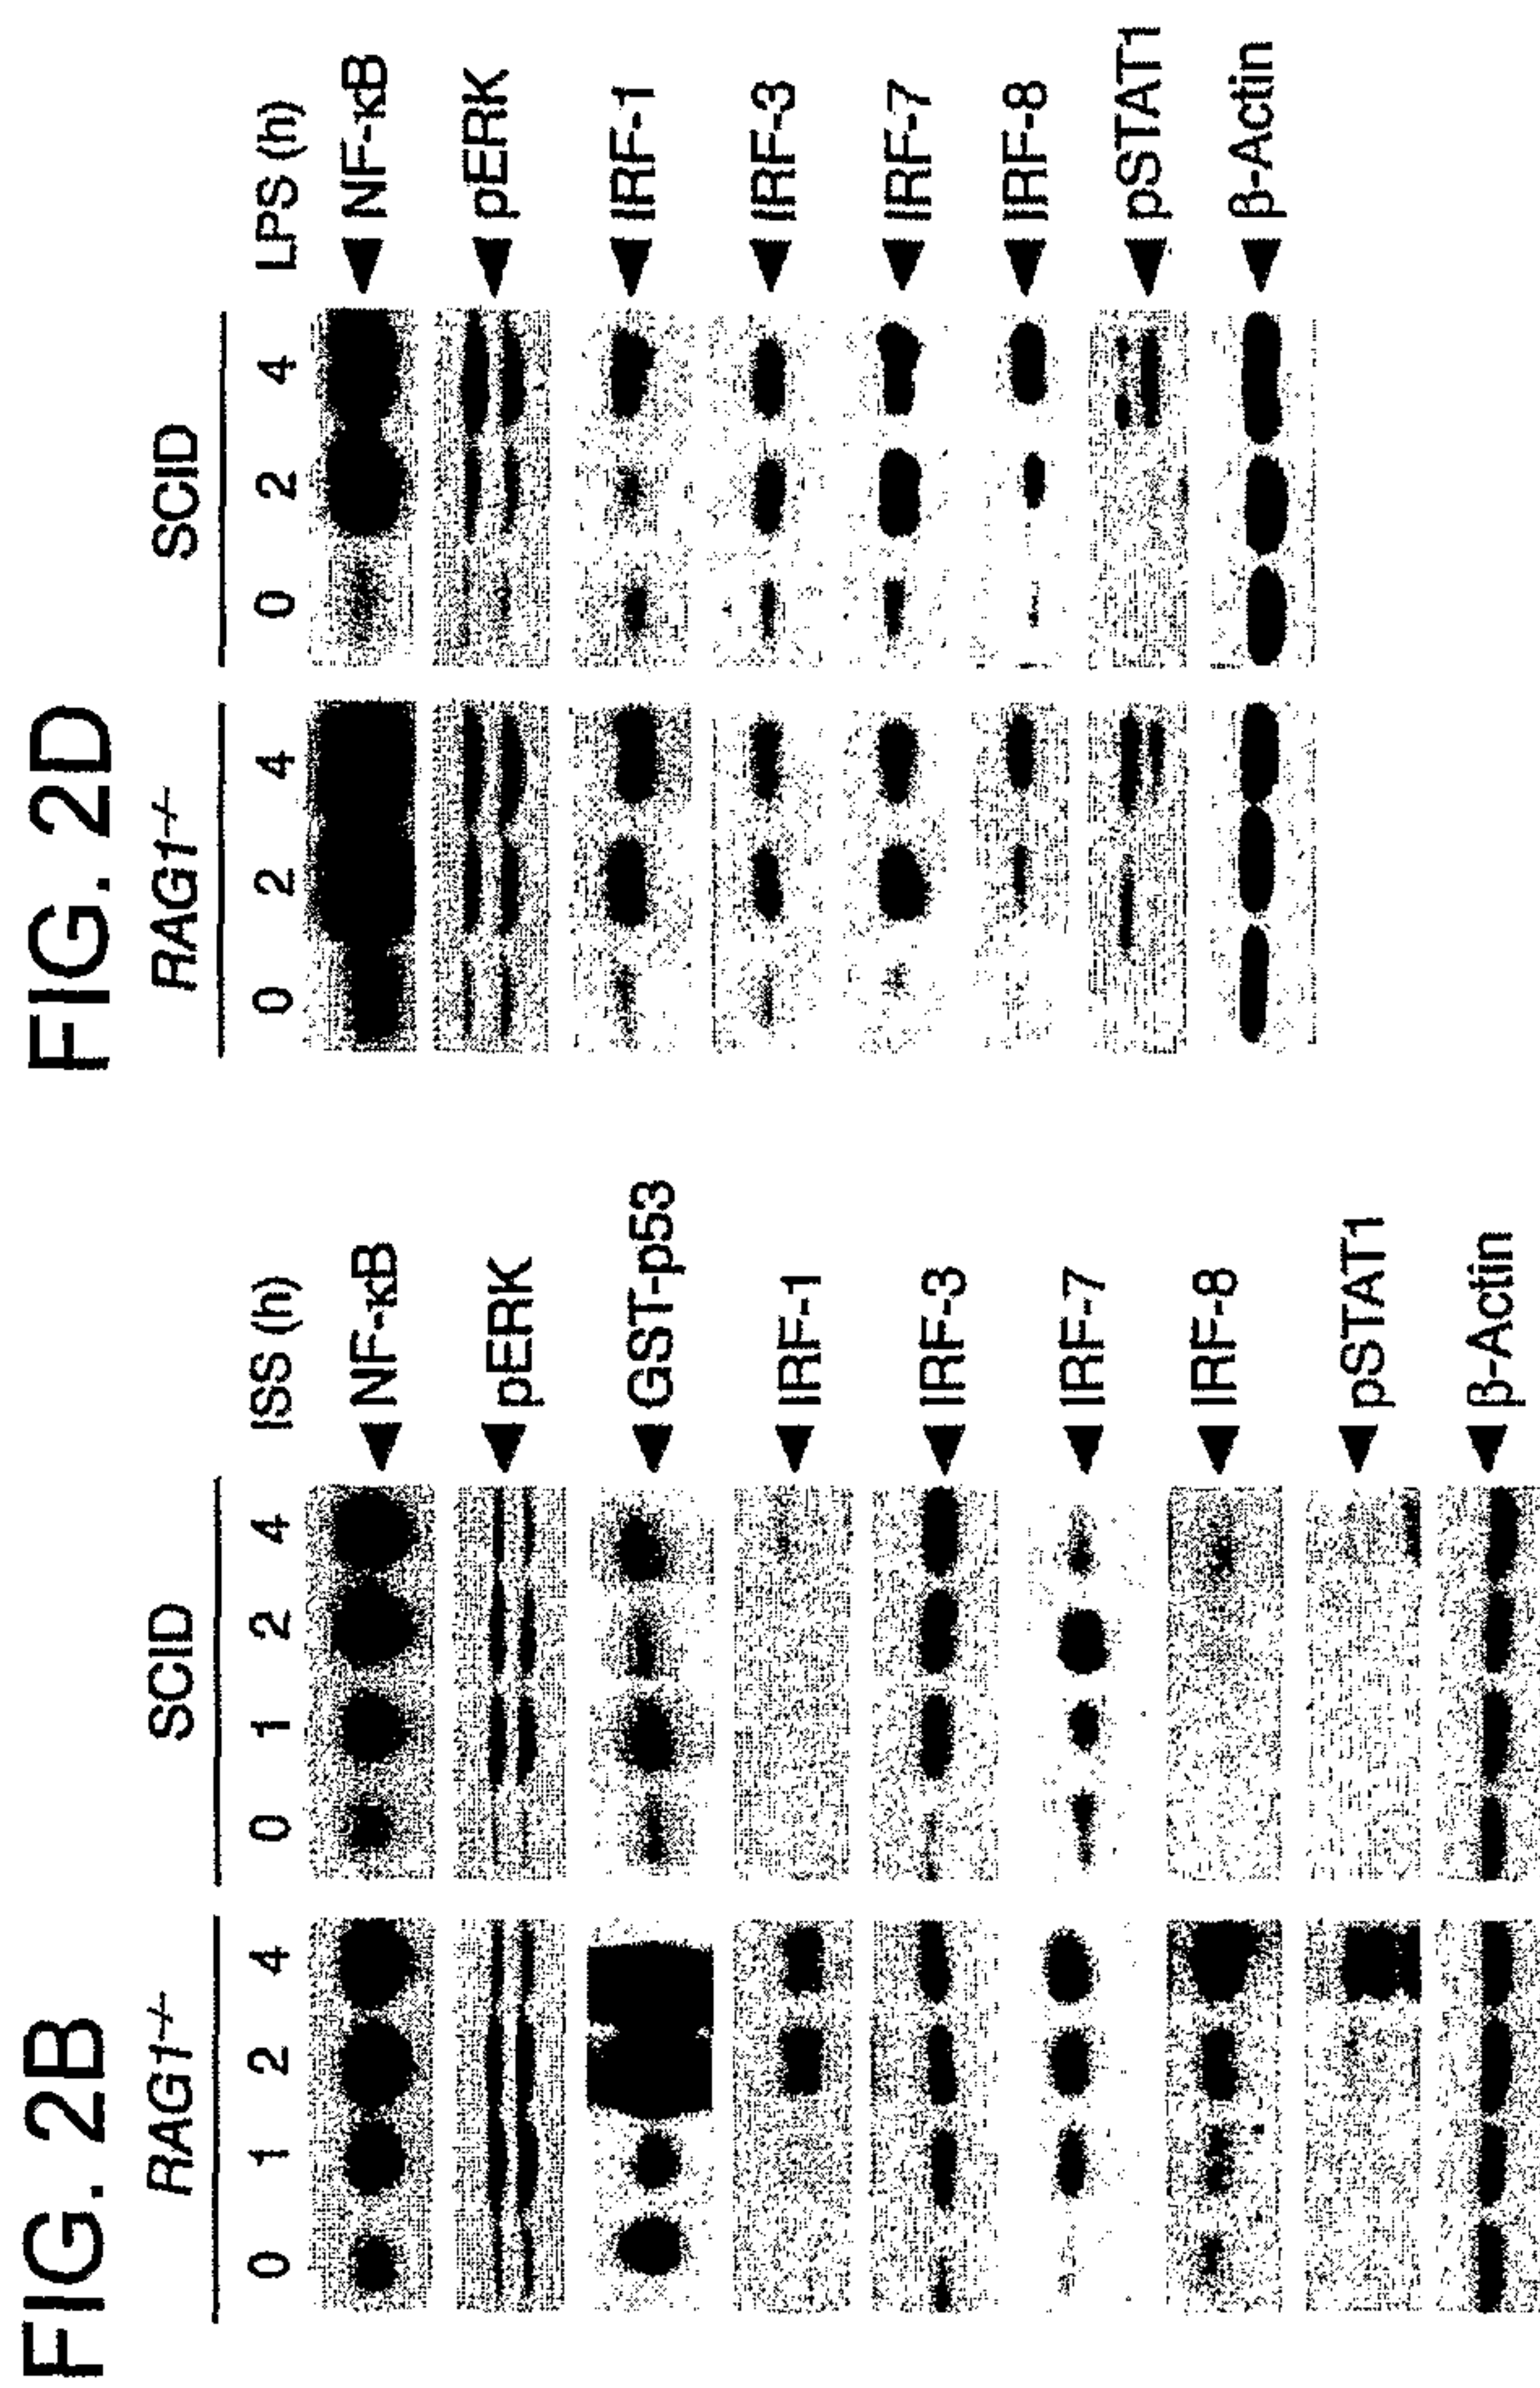 FIG. 2B
RAG1⁻/⁻ SCID
0 1 2 4 0 1 2 4 ISS (h)
NF-κB
pERK
GST-p53
IRF-1
IRF-3
IRF-7
IRF-8
pSTAT1
β-Actin
FIG. 2D
RAG1⁻/⁻ SCID
0 2 4 0 2 4 LPS (h)
NF-κB
pERK
IRF-1
IRF-3
IRF-7
IRF-8
pSTAT1
β-Actin